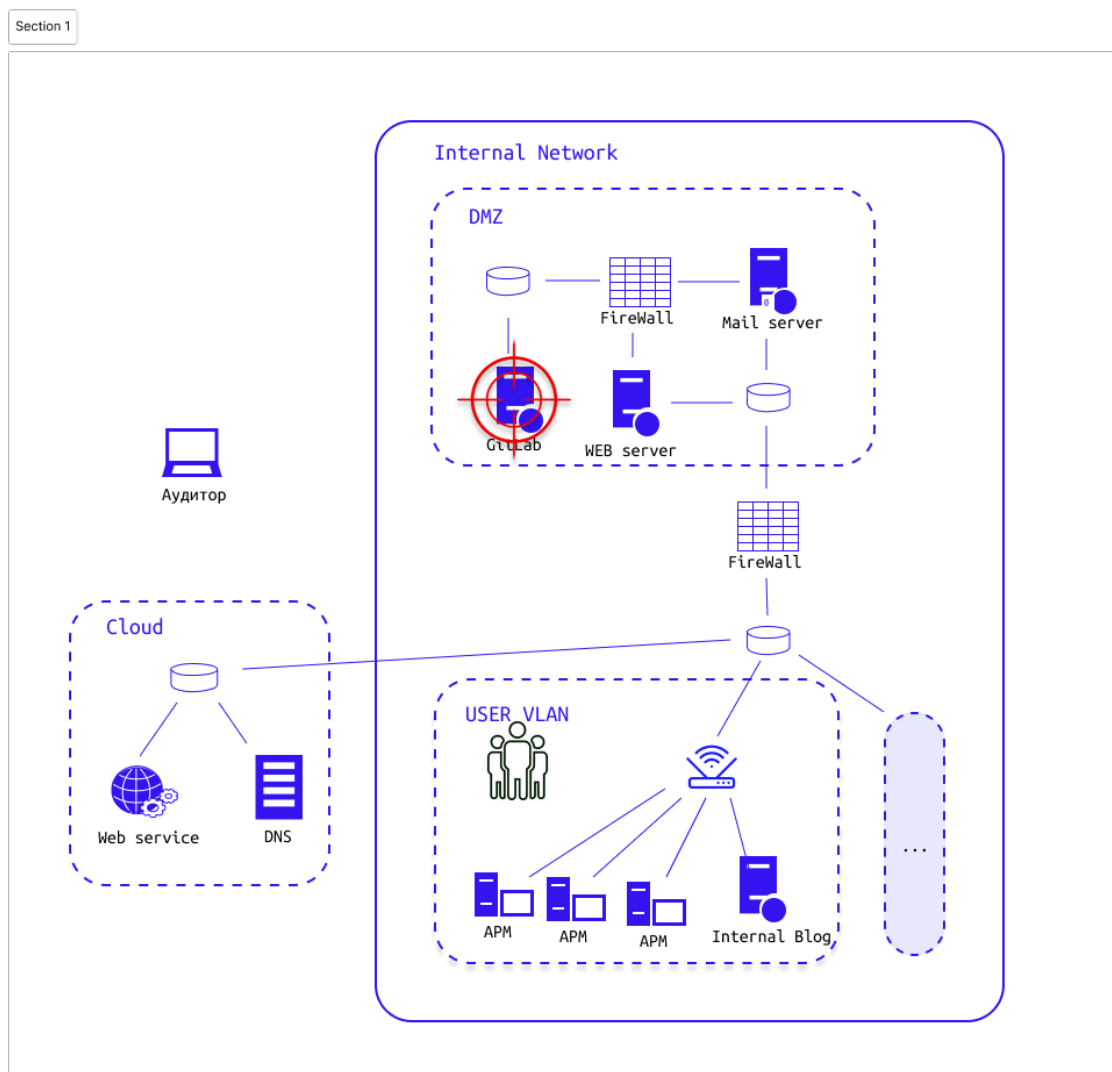 Section 1
Internal Network
DMZ
FireWall
Mail server
@
GitLab
WEB server
Аудитор
FireWall
Cloud
USER VLAN
Web service
DNS
...
АРМ
АРМ
АРМ
Internal Blog